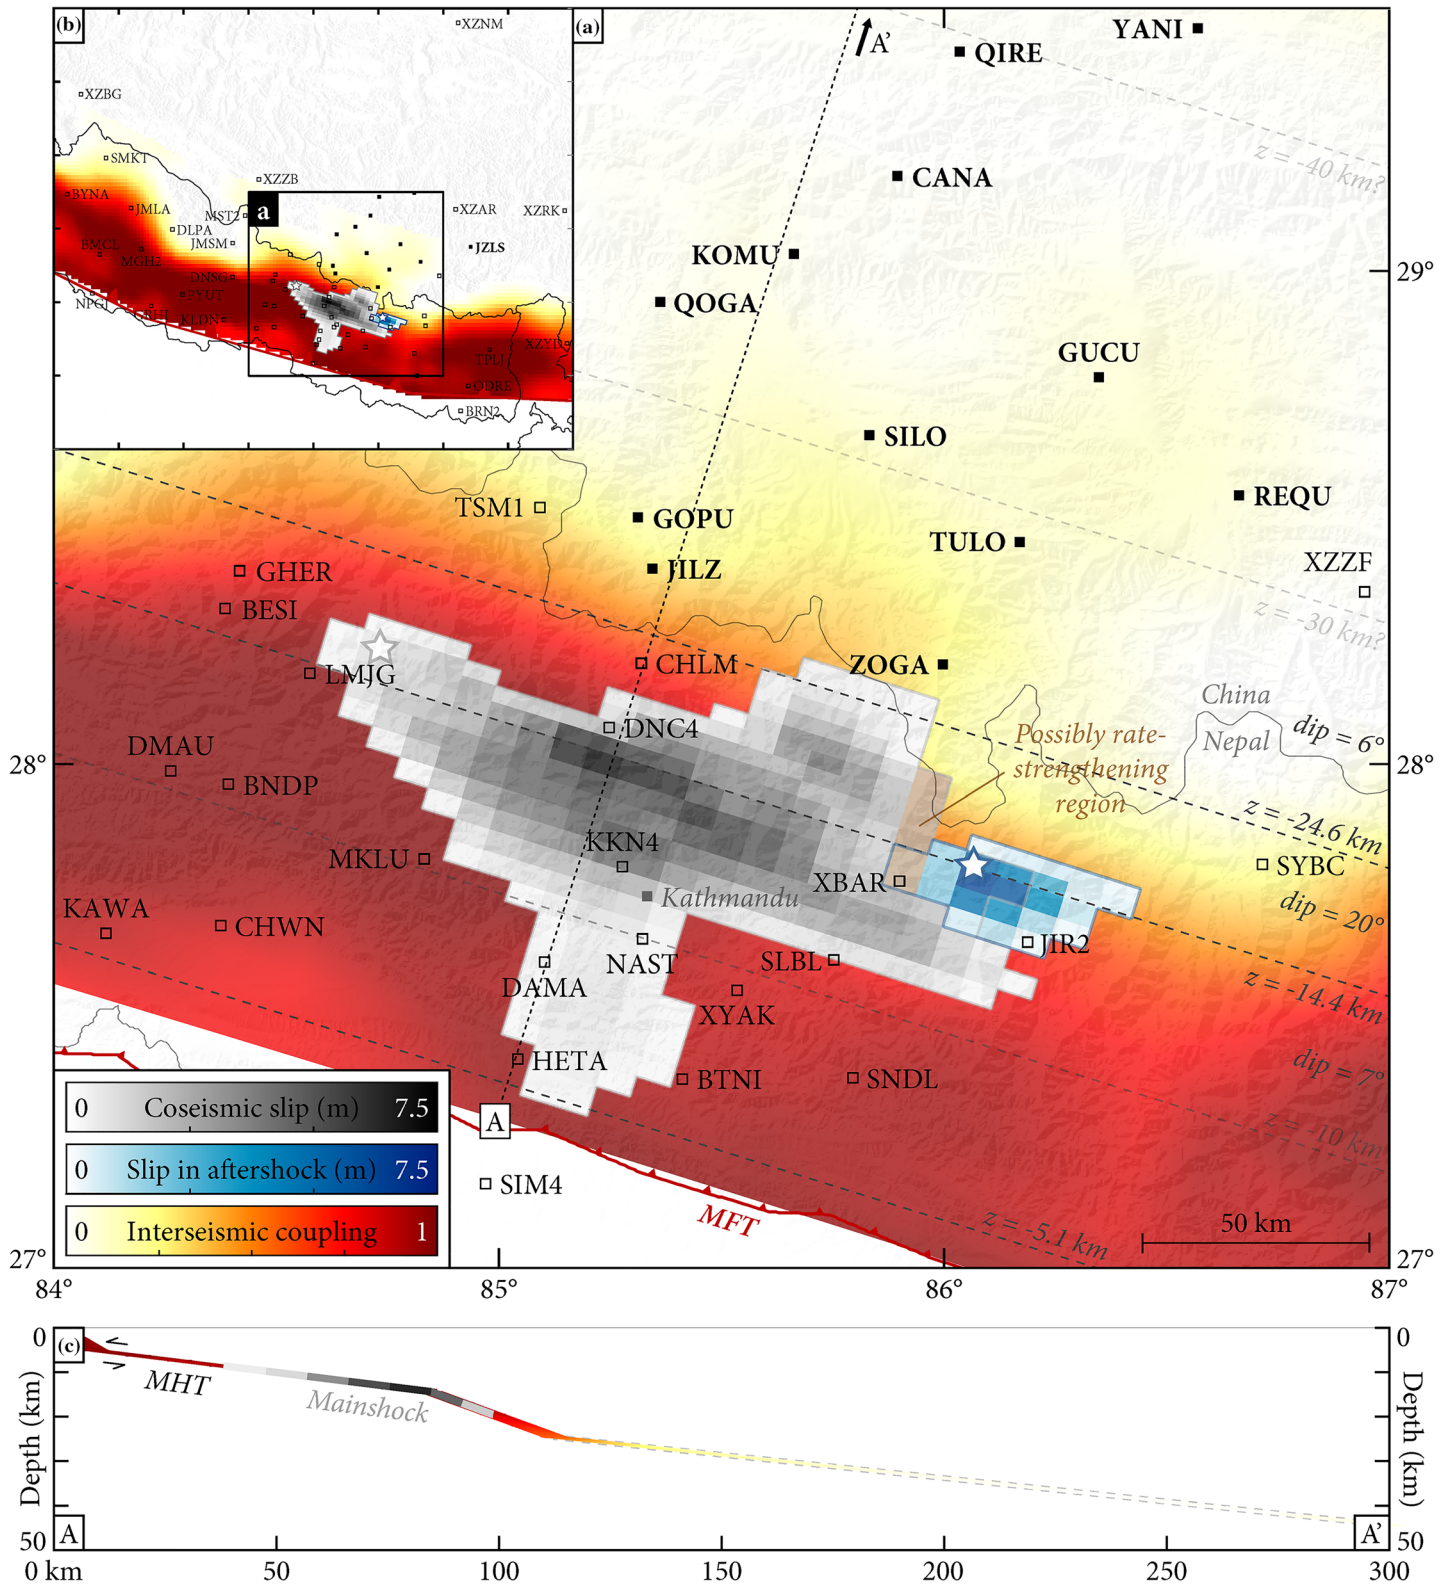 (b)
XZNM
XZBG
SMKT
XZZB
BYNA
JMLA
MST2
XZAR
XZRK
DLPA
JMSM
JZLS
BMCL
MGH2
DNSG
PYUT
NPGJ
RHI
KLDN
XZYD
TPLJ
ODRE
BRN2
a
(a)
A'
YANI
QIRE
CANA
z = -40 km?
KOMU
QOGA
GUCU
SILO
REQU
TSM1
GOPU
TULO
JILZ
XZZF
GHER
BESI
z = -30 km?
CHLM
ZOGA
LMJG
China
Nepal
DNC4
dip = 6°
Possibly rate-
strengthening
region
DMAU
BNDP
z = -24.6 km
KKN4
MKLU
SYBC
XBAR
Kathmandu
KAWA
CHWN
dip = 20°
JIR2
NAST
SLBL
DAMA
z = -14.4 km
XYAK
HETA
BTNI
SNDL
dip = 7°
z = -10 km
A
SIM4
MFT
z = -5.1 km
50 km
0 Coseismic slip (m) 7.5
0 Slip in aftershock (m) 7.5
0 Interseismic coupling 1
29°
28°
28°
27°
27°
84°
85°
86°
87°
(c)
0
0
MHT
Mainshock
Depth (km)
Depth (km)
50
50
A
A'
0 km
50
100
150
200
250
300